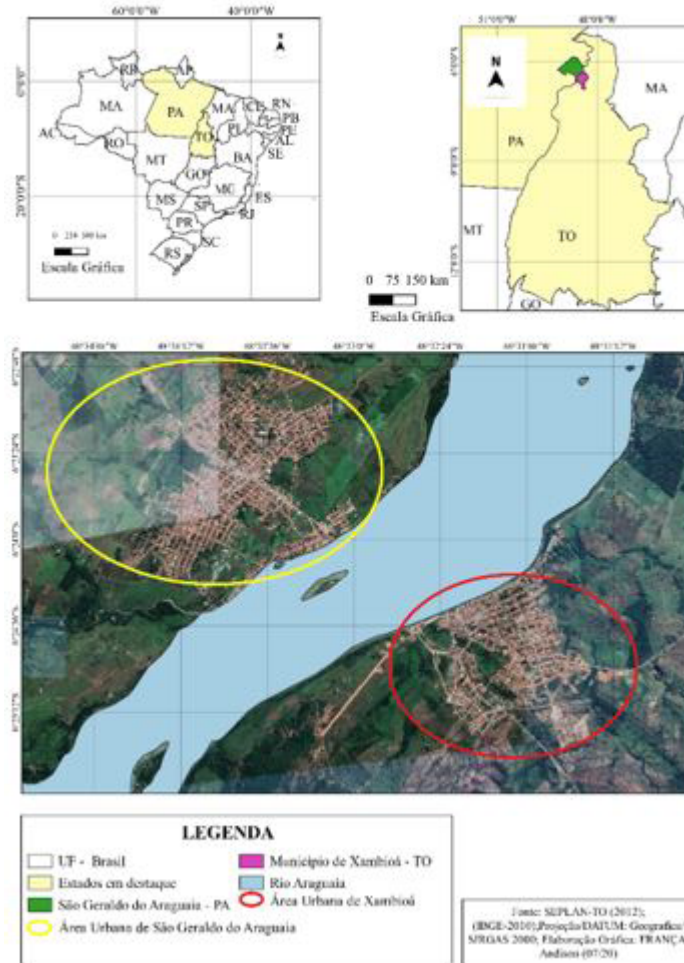 60°0'0"W 40°0'0"W
N
RR AP
MA PA MA CE RN
PB
PI PE
AC TO AL
RO SE
MT BA
GO
MG
MS ES
SP
RJ
PR
SC
RS
Escala Gráfica
N
MA
PA
MT TO
GO
0 75 150 km
Escala Gráfica
LEGENDA
UF - Brasil
Estados em destaque
São Geraldo do Araguaia - PA
Área Urbana de São Geraldo do Araguaia
Município de Xambioá - TO
Rio Araguaia
Área Urbana de Xambioá
Fonte: SEPLAN-TO (2012);
(IBGE-2010);Projeção/DATUM: Geografica/
SIRGAS 2000; Elaboração Gráfica: FRANÇA,
Andison (07/20)